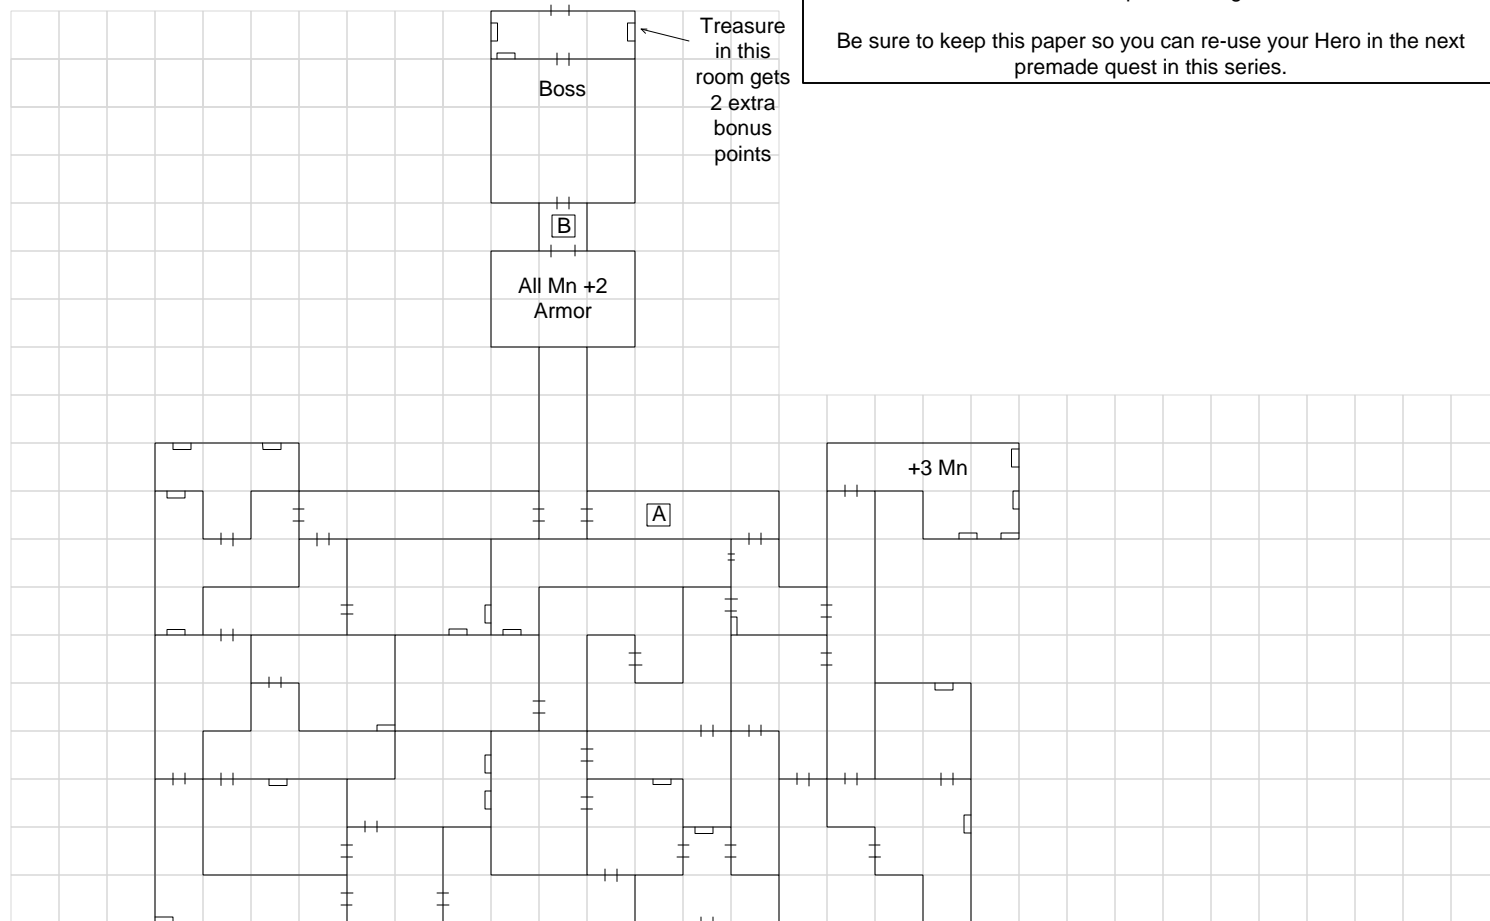 Be sure to keep this paper so you can re-use your Hero in the next
premade quest in this series.
Treasure
in this
room gets
2 extra
bonus
points
Boss
B
All Mn +2
Armor
+3 Mn
A